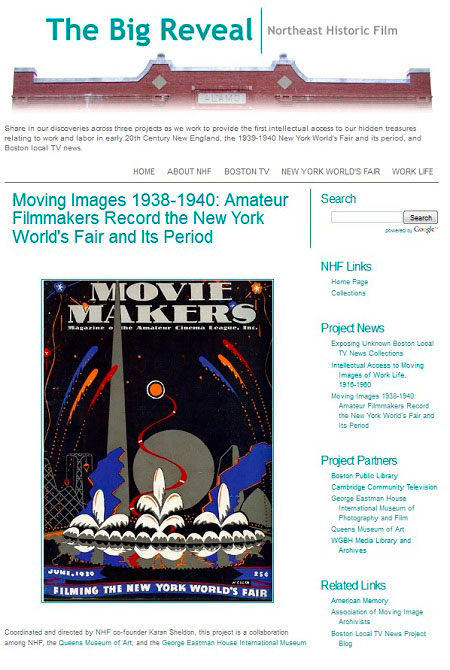 The Big Reveal
Northeast Historic Film
ALAMO
Share in our discoveries across three projects as we work to provide the first intellectual access to our hidden treasures
relating to work and labor in early 20th Century New England, the 1939-1940 New York World's Fair and its period, and
Boston local TV news.
HOME ABOUT NHF BOSTON TV NEW YORK WORLD'S FAIR WORK LIFE
Moving Images 1938-1940: Amateur
Filmmakers Record the New York
World's Fair and Its Period
MOVIE
MAKERS
Magazine of the Amateur Cinema League, Inc.
JUNE, 1939
25¢
FILMING THE NEW YORK WORLD'S FAIR
Coordinated and directed by NHF co-founder Karan Sheldon, this project is a collaboration
among NHF, the Queens Museum of Art, and the George Eastman House International Museum
Search
Search
powered by Google™
NHF Links
Home Page
Collections
Project News
Exposing Unknown Boston Local
TV News Collections
Intellectual Access to Moving
Images of Work Life,
1916-1960
Moving Images 1938-1940:
Amateur Filmmakers Record
the New York World's Fair and
Its Period
Project Partners
Boston Public Library
Cambridge Community Television
George Eastman House
International Museum of
Photography and Film
Queens Museum of Art
WGBH Media Library and
Archives
Related Links
American Memory
Association of Moving Image
Archivists
Boston Local TV News Project
Blog